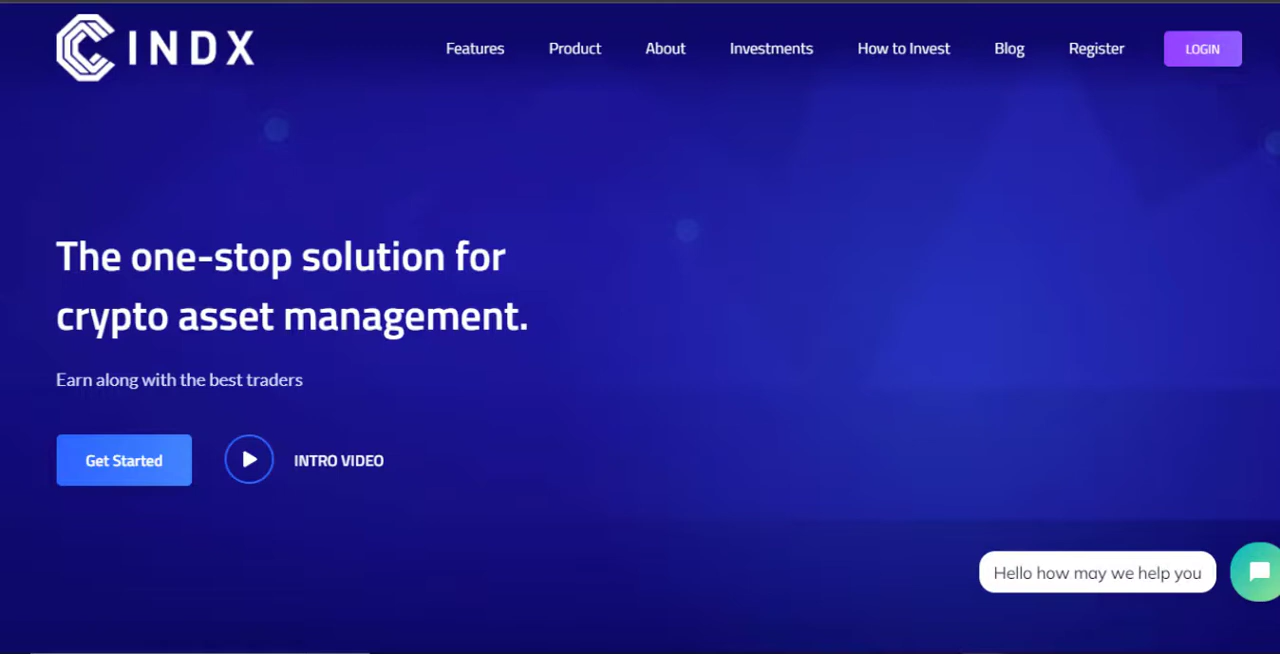 CINDX
Features Product About Investments How to Invest Blog Register LOGIN
The one-stop solution for
crypto asset management.
Earn along with the best traders
Get Started INTRO VIDEO
Hello how may we help you